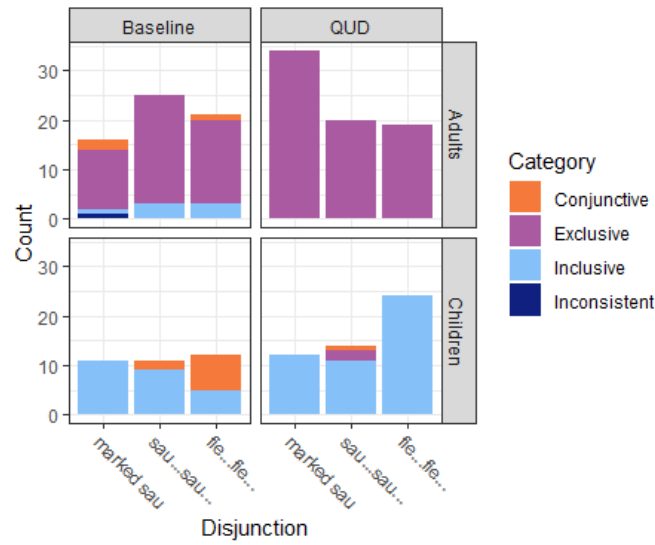 Baseline
QUD
Count
30
20
10
0
Adults
30
20
10
0
Children
marked sau
sau...sau...
fie...fie...
marked sau
sau...sau...
fie...fie...
Disjunction
Category
Conjunctive
Exclusive
Inclusive
Inconsistent